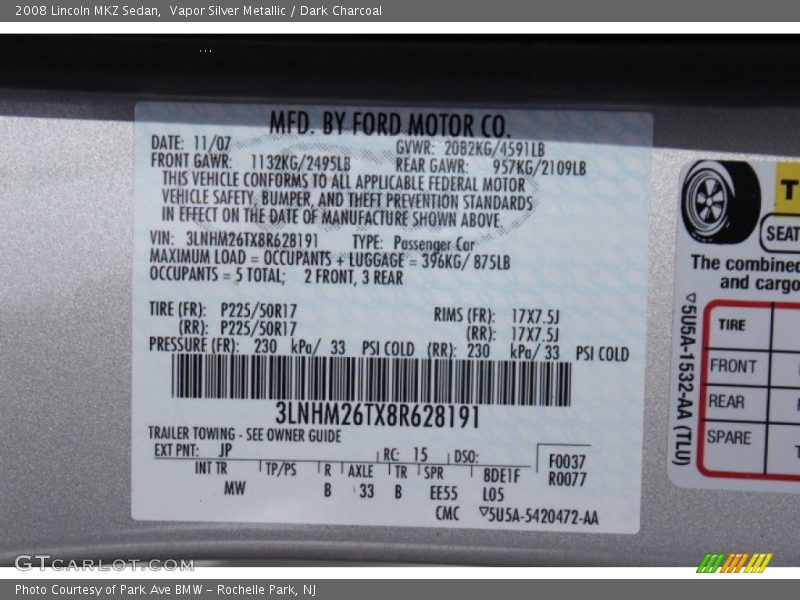 2008 Lincoln MKZ Sedan,  Vapor Silver Metallic / Dark Charcoal
MFD. BY FORD MOTOR CO.
DATE: 11/07 GVWR: 2082KG/4591LB
FRONT GAWR: 1132KG/2495LB REAR GAWR: 957KG/2109LB
THIS VEHICLE CONFORMS TO ALL APPLICABLE FEDERAL MOTOR
VEHICLE SAFETY, BUMPER, AND THEFT PREVENTION STANDARDS
IN EFFECT ON THE DATE OF MANUFACTURE SHOWN ABOVE.
VIN: 3LNHM26TX8R628191 TYPE: Passenger Car
MAXIMUM LOAD = OCCUPANTS + LUGGAGE = 396KG/ 875LB
OCCUPANTS = 5 TOTAL; 2 FRONT, 3 REAR
TIRE (FR): P225/50R17 RIMS (FR): 17X7.5J
(RR): P225/50R17 (RR): 17X7.5J
PRESSURE (FR): 230 kPa/ 33 PSI COLD (RR): 230 kPa/ 33 PSI COLD
3LNHM26TX8R628191
TRAILER TOWING - SEE OWNER GUIDE
EXT PNT: JP RC: 15 DSO: F0037
INT TR TP/PS R AXLE TR SPR 8DE1F R0077
MW B 33 B EE55 L05
CMC ▽5U5A-5420472-AA
T
SEAT
The combined
and cargo
▽5U5A-1532-AA (TLU)
TIRE
FRONT
REAR
SPARE
GTCarLot.com
Photo Courtesy of Park Ave BMW - Rochelle Park, NJ